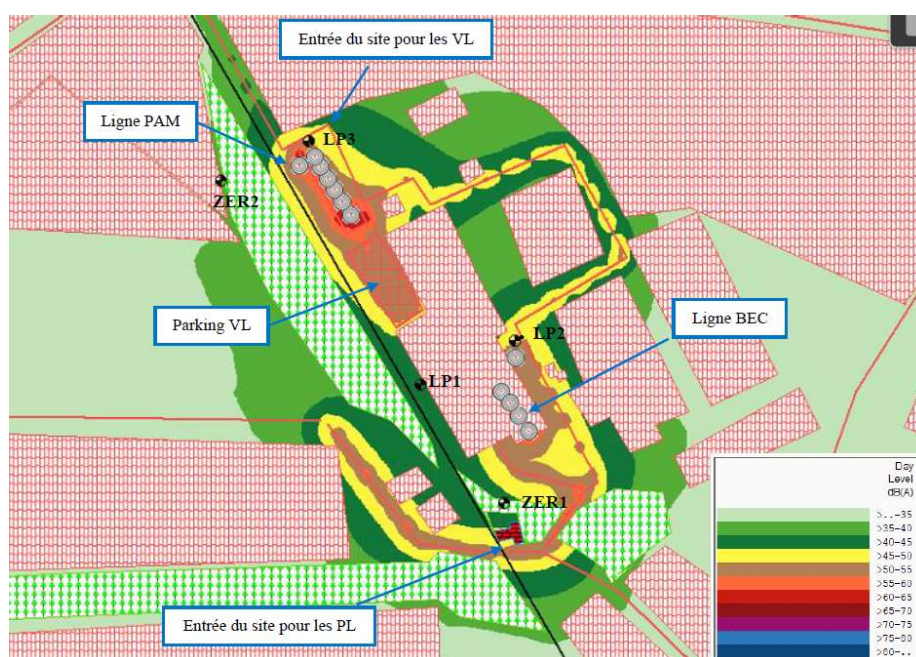 Entrée du site pour les VL
Ligne PAM
LP3
ZER2
Parking VL
LP2
Ligne BEC
LP1
ZER1
Entrée du site pour les PL
Day
Level
dB(A)
>..-35
>35-40
>40-45
>45-50
>50-55
>55-60
>60-65
>65-70
>70-75
>75-80
>80-..